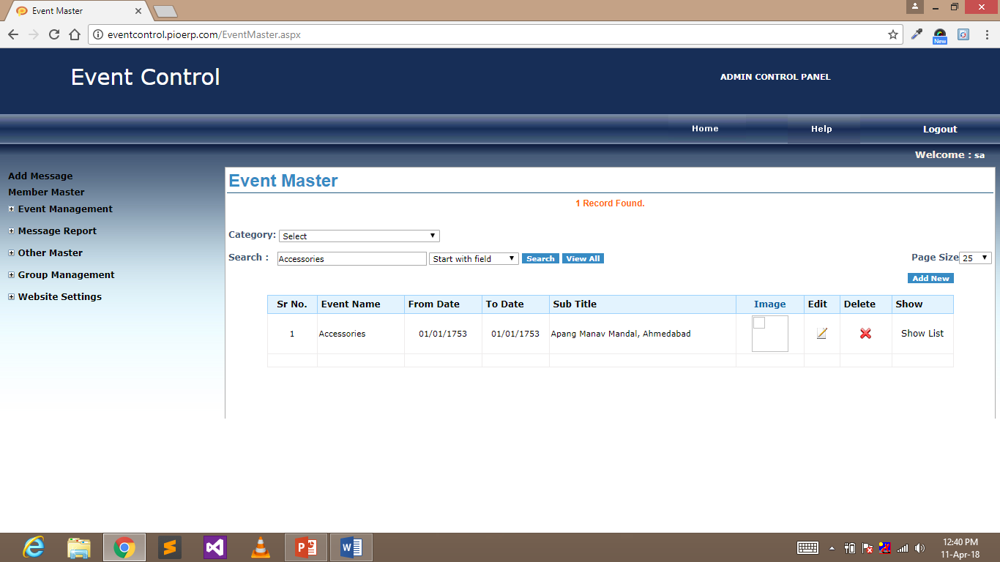 Event Master
eventcontrol.pioerp.com/EventMaster.aspx
New
Event Control
ADMIN CONTROL PANEL
Home Help Logout
Welcome : sa
Add Message
Member Master
Event Management
Message Report
Other Master
Group Management
Website Settings
Event Master
1 Record Found.
Category: Select
Search : Accessories Start with field Search View All Page Size 25
Add New
Sr No. Event Name From Date To Date Sub Title Image Edit Delete Show
1 Accessories 01/01/1753 01/01/1753 Apang Manav Mandal, Ahmedabad Show List
12:40 PM
11-Apr-18